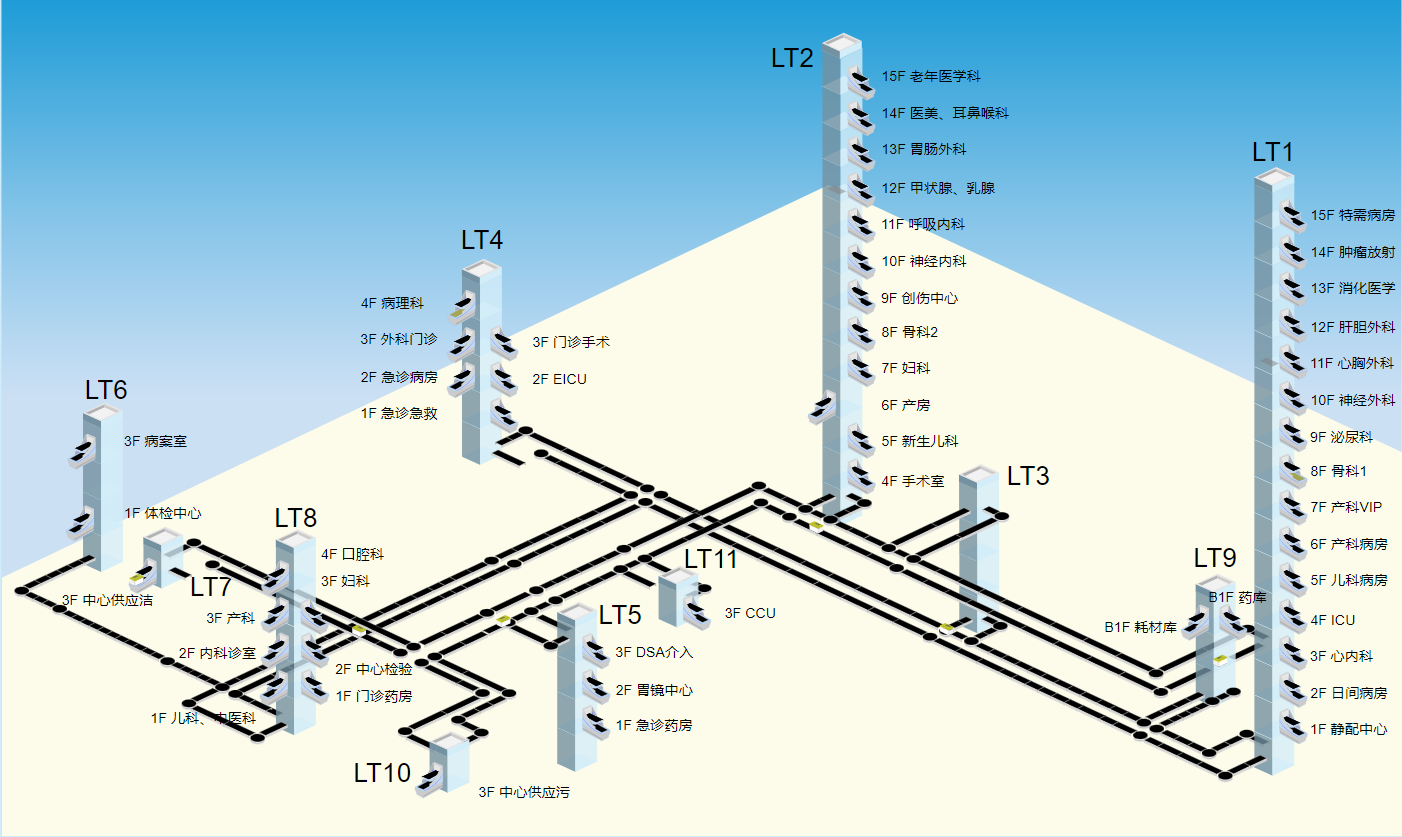 LT2
15F 老年医学科
14F 医美、耳鼻喉科
13F 胃肠外科
12F 甲状腺、乳腺
11F 呼吸内科
10F 神经内科
9F 创伤中心
8F 骨科2
7F 妇科
6F 产房
5F 新生儿科
4F 手术室
LT1
15F 特需病房
14F 肿瘤放射
13F 消化医学
12F 肝胆外科
11F 心胸外科
10F 神经外科
9F 泌尿科
8F 骨科1
7F 产科VIP
6F 产科病房
5F 儿科病房
4F ICU
3F 心内科
2F 日间病房
1F 静配中心
LT4
4F 病理科
3F 外科门诊
3F 门诊手术
2F 急诊病房
2F EICU
1F 急诊急救
LT6
3F 病案室
1F 体检中心
LT3
LT8
4F 口腔科
3F 妇科
3F 产科
2F 内科诊室
2F 中心检验
1F 门诊药房
1F 儿科、中医科
LT7
3F 中心供应洁
LT11
3F CCU
LT9
B1F 药库
B1F 耗材库
LT5
3F DSA介入
2F 胃镜中心
1F 急诊药房
LT10
3F 中心供应污